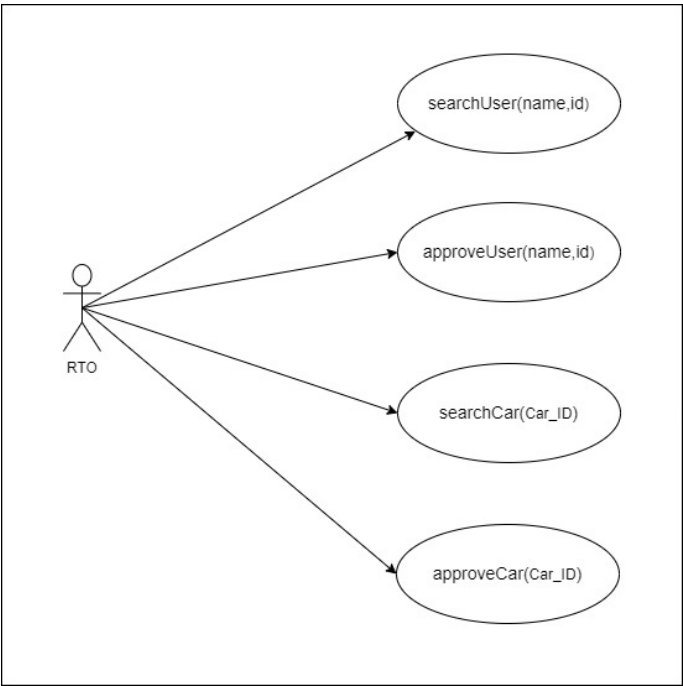 searchUser(name,id)
approveUser(name,id)
RTO
searchCar(Car_ID)
approveCar(Car_ID)